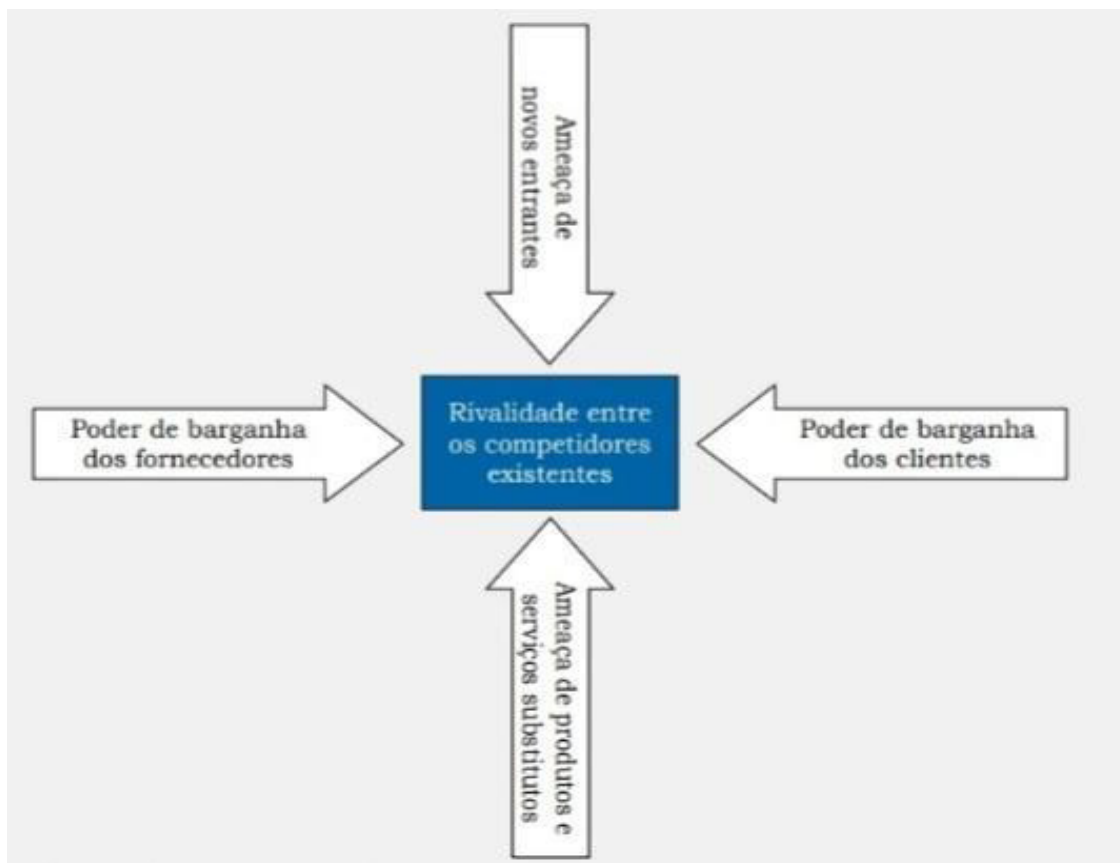 Ameaça de
novos entrantes
Poder de barganha
dos fornecedores
Rivalidade entre
os competidores
existentes
Poder de barganha
dos clientes
Ameaça de produtos e
serviços substitutos